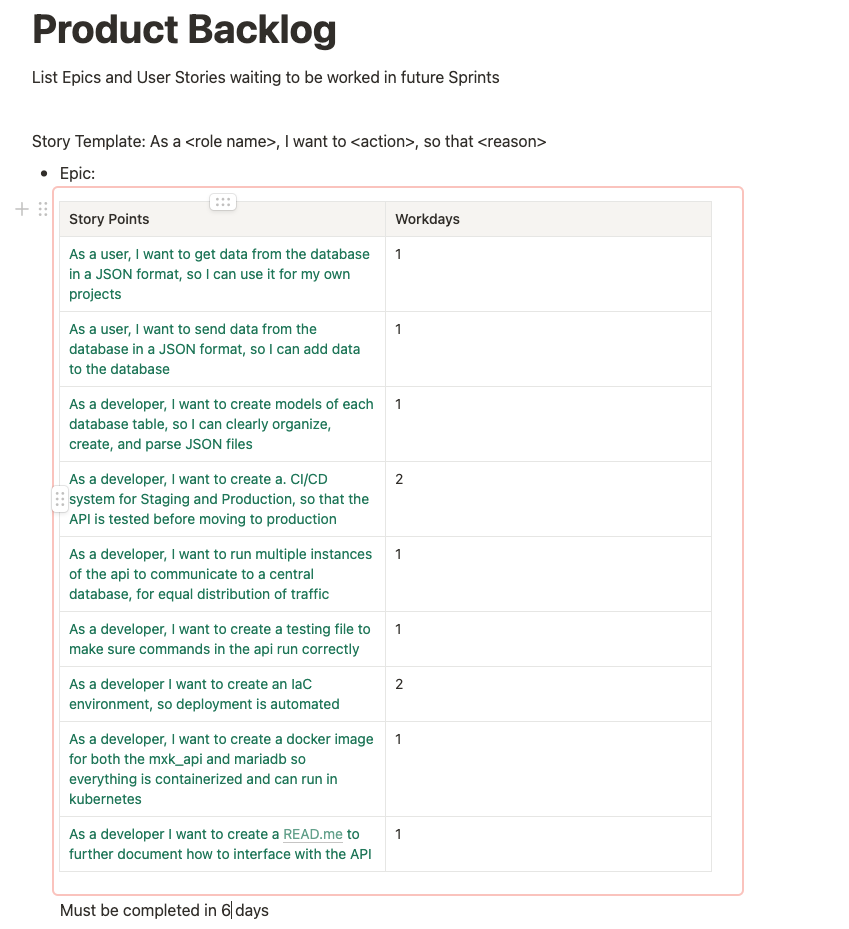 Product Backlog
List Epics and User Stories waiting to be worked in future Sprints
Story Template: As a <role name>, I want to <action>, so that <reason>
Epic:
Story Points
Workdays
As a user, I want to get data from the database
in a JSON format, so I can use it for my own
projects
1
As a user, I want to send data from the
database in a JSON format, so I can add data
to the database
1
As a developer, I want to create models of each
database table, so I can clearly organize,
create, and parse JSON files
1
As a developer, I want to create a. CI/CD
system for Staging and Production, so that the
API is tested before moving to production
2
As a developer, I want to run multiple instances
of the api to communicate to a central
database, for equal distribution of traffic
1
As a developer, I want to create a testing file to
make sure commands in the api run correctly
1
As a developer I want to create an IaC
environment, so deployment is automated
2
As a developer, I want to create a docker image
for both the mxk_api and mariadb so
everything is containerized and can run in
kubernetes
1
As a developer I want to create a READ.me to
further document how to interface with the API
1
Must be completed in 6 days